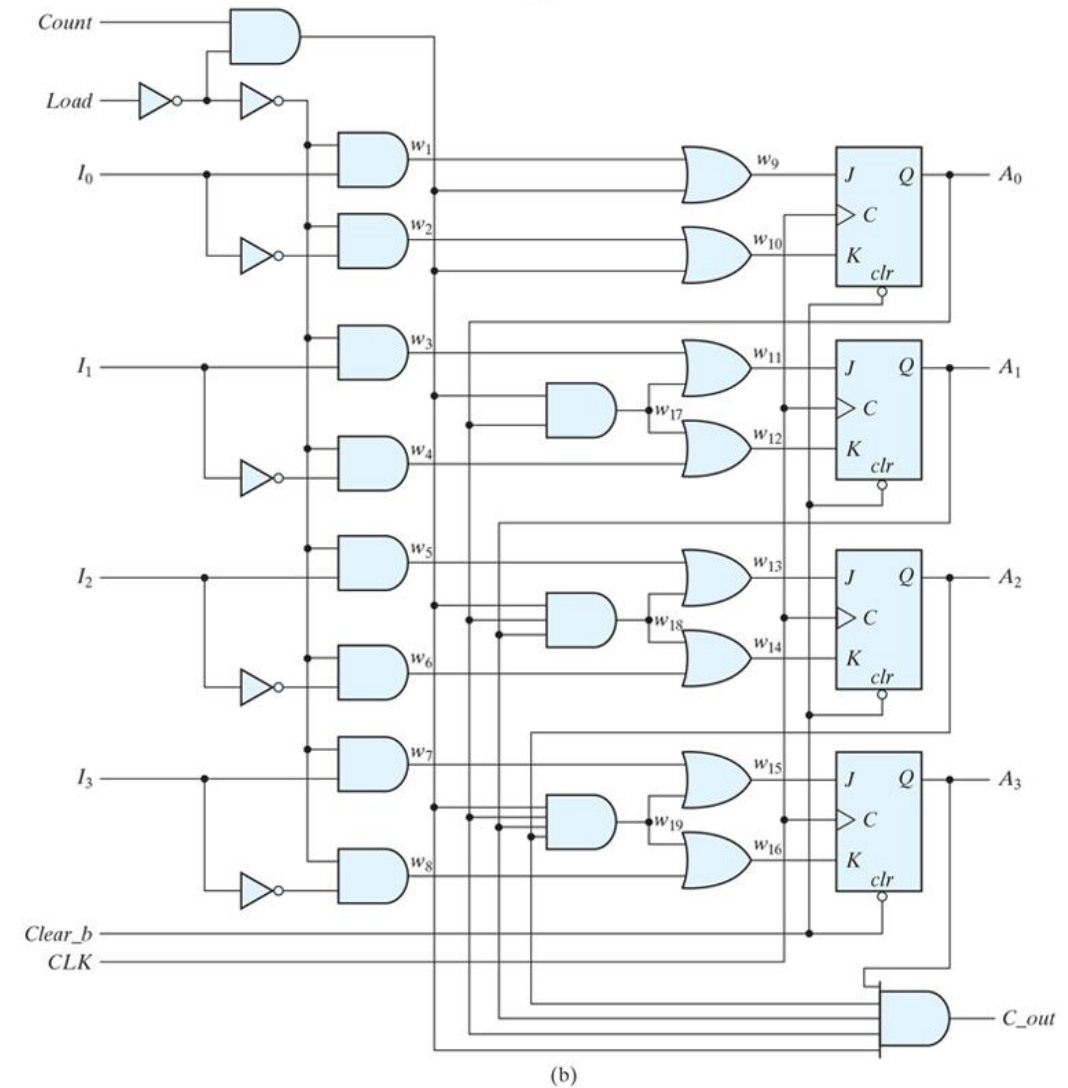 Count
Load
w1
I0 w9 J Q A0
C
w2
w10 K
clr
w3
I1 w11 J Q A1
C
w17
w12 K
w4 clr
w5
I2 w13 J Q A2
C
w18
w14 K
w6 clr
w7
I3 w15 J Q A3
C
w19
w16 K
w8 clr
Clear_b
CLK
C_out
(b)